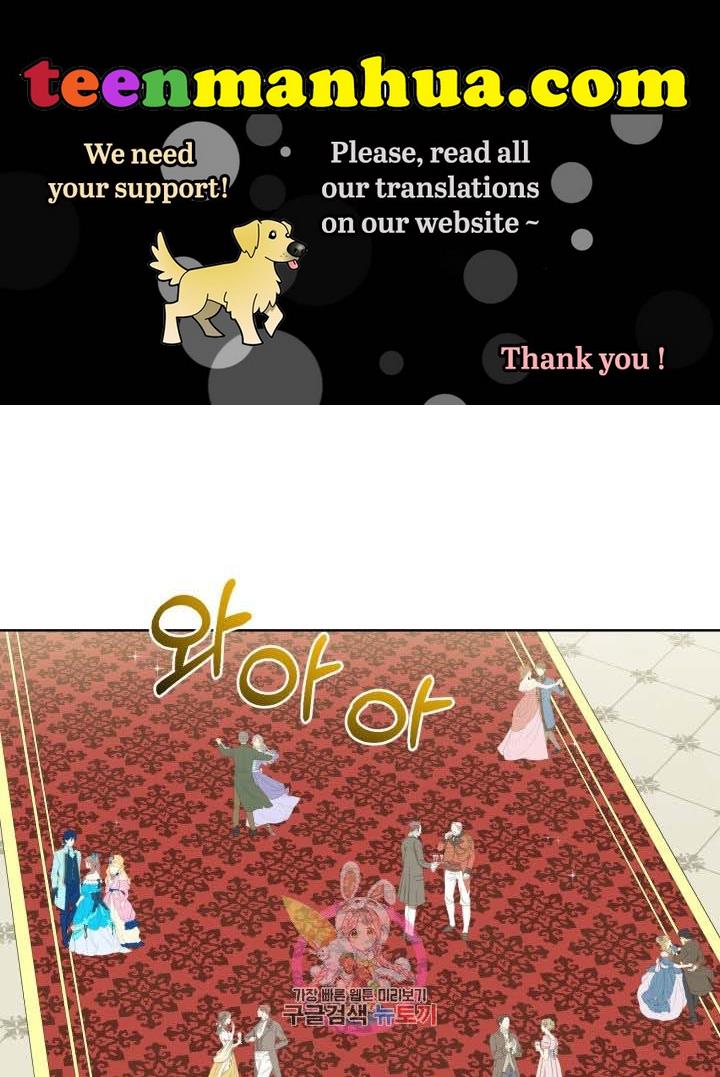 teenmanhua.com
We need
your support!
Please, read all
our translations
on our website ~
Thank you !
와아아
가장 빠른 웹툰 미리보기
구글검색 뉴토끼